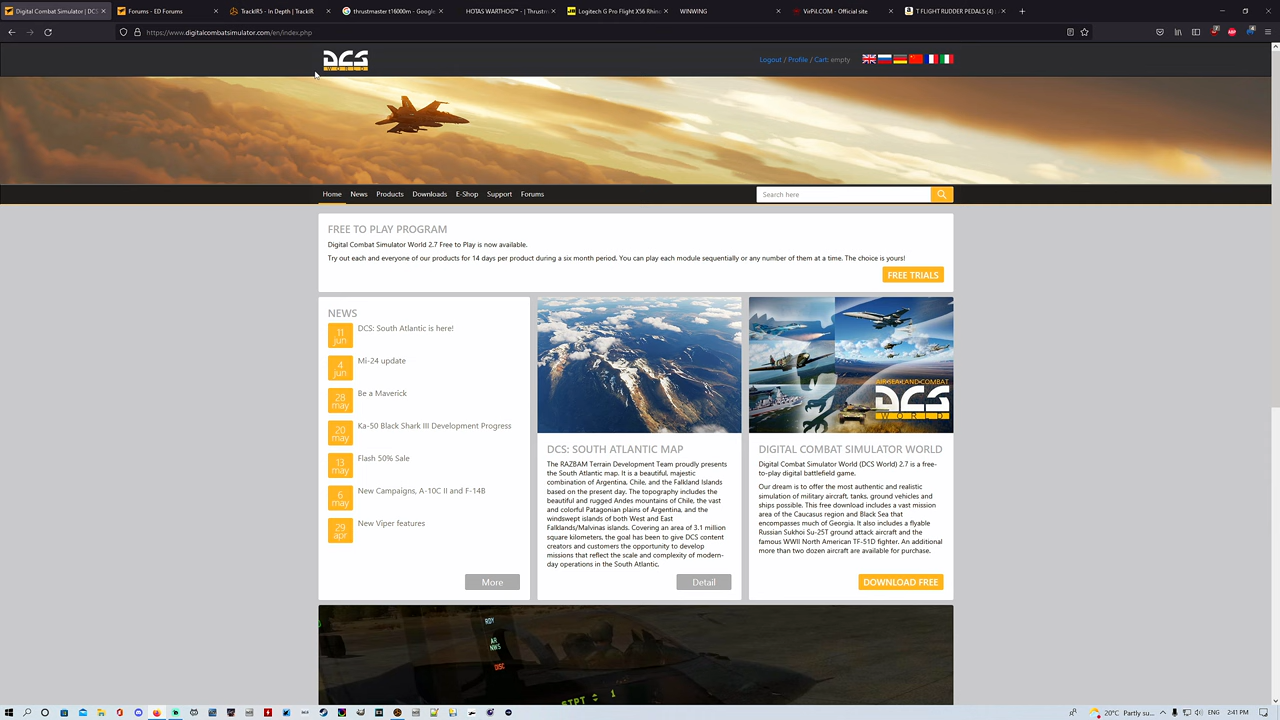 Digital Combat Simulator | DCS
Forums - ED Forums
TrackIR5 - In Depth | TrackIR
thrustmaster t16000m - Google
HOTAS WARTHOG™ - | Thrustm
Logitech G Pro Flight X56 Rhin
WINWING
VirPil.COM - Official site
T FLIGHT RUDDER PEDALS (4)
https://www.digitalcombatsimulator.com/en/index.php
DCS
WORLD
Logout / Profile / Cart: empty
Home News Products Downloads E-Shop Support Forums
Search here
FREE TO PLAY PROGRAM
Digital Combat Simulator World 2.7 Free to Play is now available.
Try out each and everyone of our products for 14 days per product during a six month period. You can play each module sequentially or any number of them at a time. The choice is yours!
FREE TRIALS
NEWS
11 jun DCS: South Atlantic is here!
4 jun Mi-24 update
28 may Be a Maverick
20 may Ka-50 Black Shark III Development Progress
13 may Flash 50% Sale
6 may New Campaigns, A-10C II and F-14B
29 apr New Viper features
More
DCS: SOUTH ATLANTIC MAP
The RAZBAM Terrain Development Team proudly presents
the South Atlantic map. It is a beautiful, majestic
combination of Argentina, Chile, and the Falkland Islands
based on the present day. The topography includes the
beautiful and rugged Andes mountains of Chile, the vast
and colorful Patagonian plains of Argentina, and the
windswept islands of both West and East
Falklands/Malvinas islands. Covering an area of 3.1 million
square kilometers, the goal has been to give DCS content
creators and customers the opportunity to develop
missions that reflect the scale and complexity of modern-
day operations in the South Atlantic.
Detail
AIR SEA LAND COMBAT
DCS
WORLD
DIGITAL COMBAT SIMULATOR WORLD
Digital Combat Simulator World (DCS World) 2.7 is a free-
to-play digital battlefield game.
Our dream is to offer the most authentic and realistic
simulation of military aircraft, tanks, ground vehicles and
ships possible. This free download includes a vast mission
area of the Caucasus region and Black Sea that
encompasses much of Georgia. It also includes a flyable
Russian Sukhoi Su-25T ground attack aircraft and the
famous WWII North American TF-51D fighter. An additional
more than two dozen aircraft are available for purchase.
DOWNLOAD FREE
RDY
AR
NWS
DISC
STPT 1
20°C Partly su...
ENG
2:41 PM